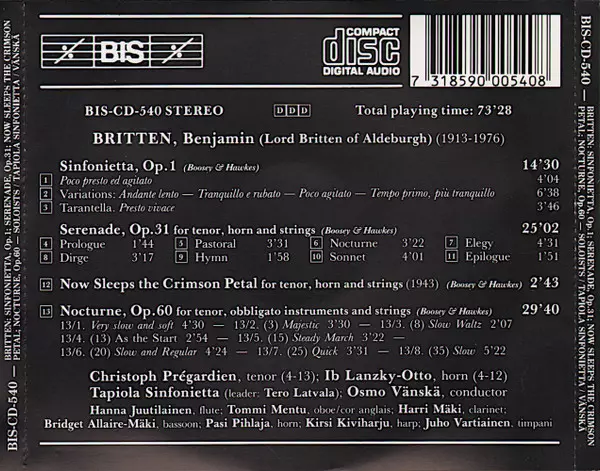 BIS
COMPACT
disc
DIGITAL AUDIO
7 318590 005408
BIS-CD-540 STEREO DDD Total playing time: 73'28
BRITTEN, Benjamin (Lord Britten of Aldeburgh) (1913-1976)
Sinfonietta, Op.1 (Boosey & Hawkes) 14'30
1 Poco presto ed agitato 4'04
2 Variations: Andante lento — Tranquillo e rubato — Poco agitato — Tempo primo, più tranquillo 6'38
3 Tarantella. Presto vivace 3'46
Serenade, Op.31 for tenor, horn and strings (Boosey & Hawkes) 25'02
4 Prologue 1'44 5 Pastoral 3'31 6 Nocturne 3'22 7 Elegy 4'31
8 Dirge 3'17 9 Hymn 1'58 10 Sonnet 4'01 11 Epilogue 1'51
12 Now Sleeps the Crimson Petal for tenor, horn and strings (1943) (Boosey & Hawkes) 2'43
13 Nocturne, Op.60 for tenor, obbligato instruments and strings (Boosey & Hawkes) 29'40
13/1. Very slow and soft 4'30 — 13/2. (3) Majestic 3'30 — 13/3. (8) Slow Waltz 2'07
13/4. (13) As the Start 2'54 — 13/5. (15) Steady March 3'22 —
13/6. (20) Slow and Regular 4'24 — 13/7. (25) Quick 3'31 — 13/8. (35) Slow 5'22
Christoph Prégardien, tenor (4-13); Ib Lanzky-Otto, horn (4-12)
Tapiola Sinfonietta (leader: Tero Latvala); Osmo Vänskä, conductor
Hanna Juutilainen, flute; Tommi Mentu, oboe/cor anglais; Harri Mäki, clarinet;
Bridget Allaire-Mäki, bassoon; Pasi Pihlaja, horn; Kirsi Kiviharju, harp; Juho Vartiainen, timpani
BIS-CD-540 — BRITTEN: SINFONIETTA, Op.1; SERENADE, Op.31; NOW SLEEPS THE CRIMSON
PETAL; NOCTURNE, Op.60 — SOLOISTS / TAPIOLA SINFONIETTA / VÄNSKÄ
BIS-CD-540 — BRITTEN: SINFONIETTA, Op.1; SERENADE, Op.31; NOW SLEEPS THE CRIMSON
PETAL; NOCTURNE, Op.60 — SOLOISTS / TAPIOLA SINFONIETTA / VÄNSKÄ